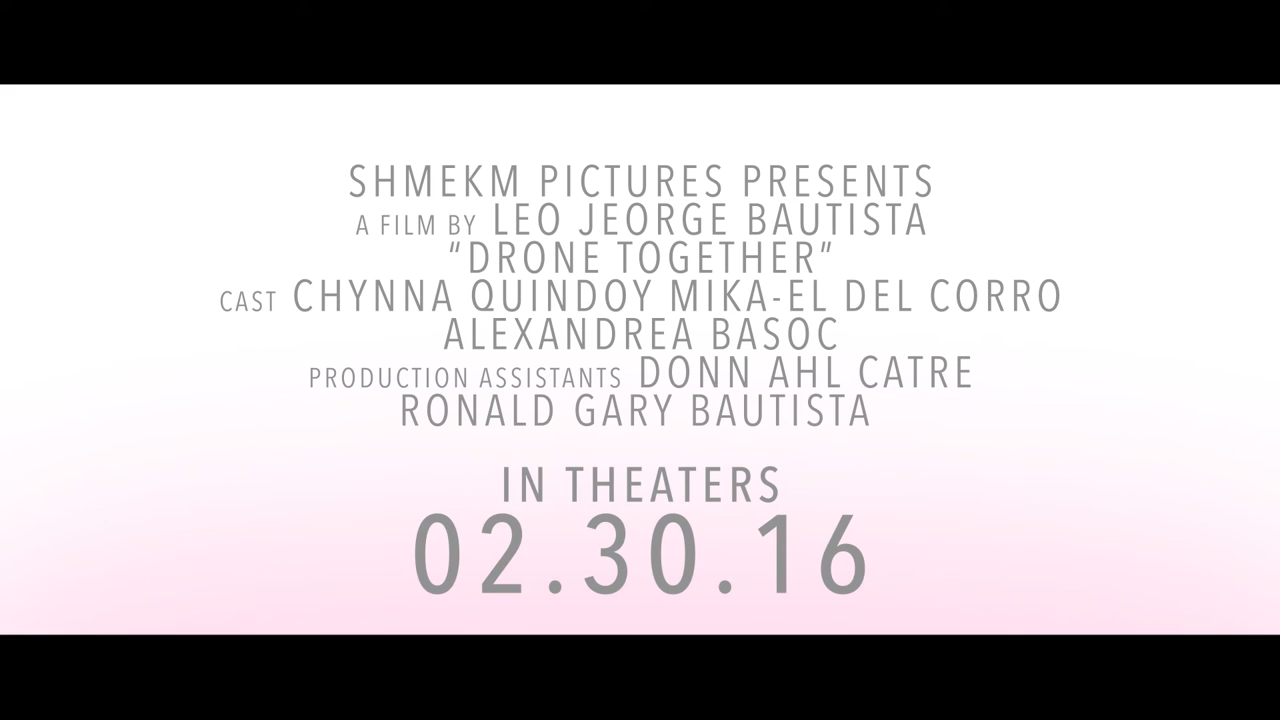 SHMEKM PICTURES PRESENTS
A FILM BY LEO JEORGE BAUTISTA
“DRONE TOGETHER”
CAST CHYNNA QUINDOY MIKA-EL DEL CORRO
ALEXANDREA BASOC
PRODUCTION ASSISTANTS DONN AHL CATRE
RONALD GARY BAUTISTA
IN THEATERS
02.30.16